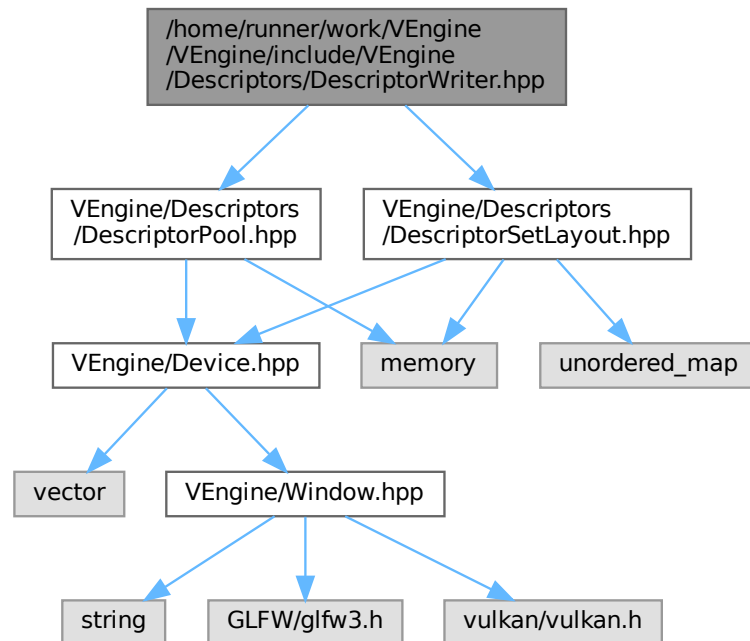 /home/runner/work/VEngine
/VEngine/include/VEngine
/Descriptors/DescriptorWriter.hpp
VEngine/Descriptors
/DescriptorPool.hpp
VEngine/Descriptors
/DescriptorSetLayout.hpp
VEngine/Device.hpp
memory
unordered_map
vector
VEngine/Window.hpp
string
GLFW/glfw3.h
vulkan/vulkan.h